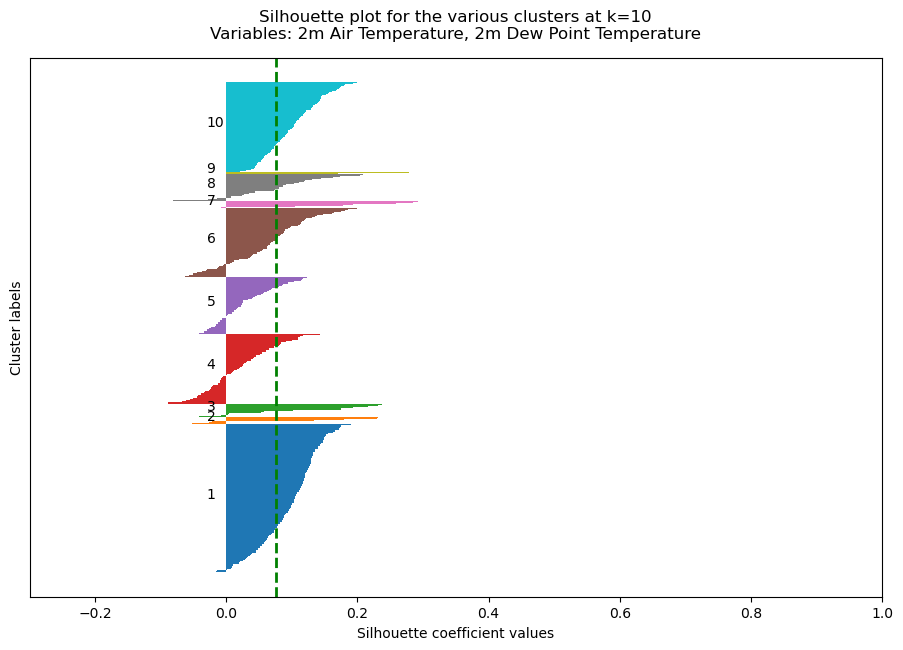 Silhouette plot for the various clusters at k=10
Variables: 2m Air Temperature, 2m Dew Point Temperature
Cluster labels
10
9
8
7
6
5
4
3
2
1
−0.2 0.0 0.2 0.4 0.6 0.8 1.0
Silhouette coefficient values